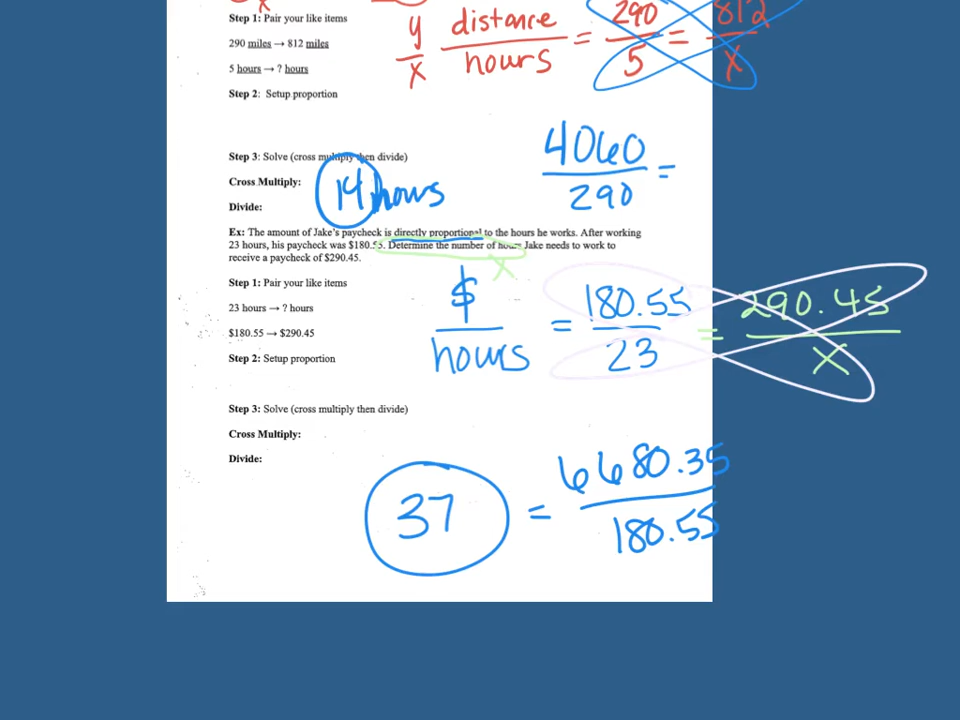 x
Step 1: Pair your like items
290 miles → 812 miles
5 hours → ? hours
Step 2: Setup proportion
y/x distance/hours = 290/5 = 812/x
Step 3: Solve (cross multiply then divide)
Cross Multiply:
Divide:
14 hours
4060/290 =
Ex: The amount of Jake's paycheck is directly proportional to the hours he works. After working
23 hours, his paycheck was $180.55. Determine the number of hours Jake needs to work to
receive a paycheck of $290.45.
x
Step 1: Pair your like items
23 hours → ? hours
$180.55 → $290.45
Step 2: Setup proportion
$/hours = 180.55/23 = 290.45/x
Step 3: Solve (cross multiply then divide)
Cross Multiply:
Divide:
37 = 6680.35/180.55